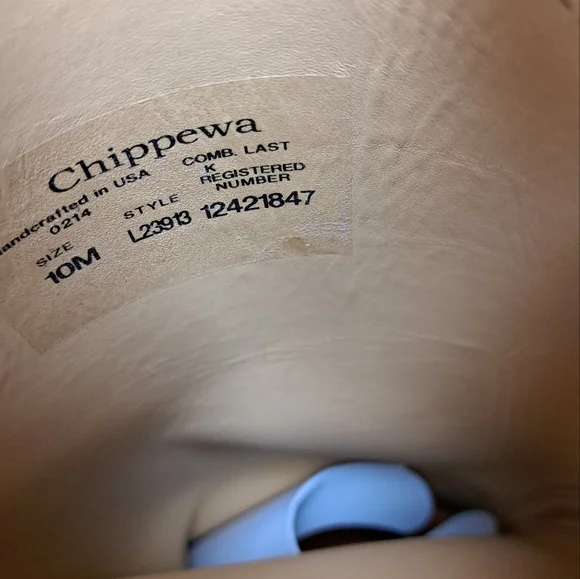 Chippewa
Handcrafted in USA COMB. LAST
0214 K
SIZE STYLE REGISTERED NUMBER
10M L23913 12421847